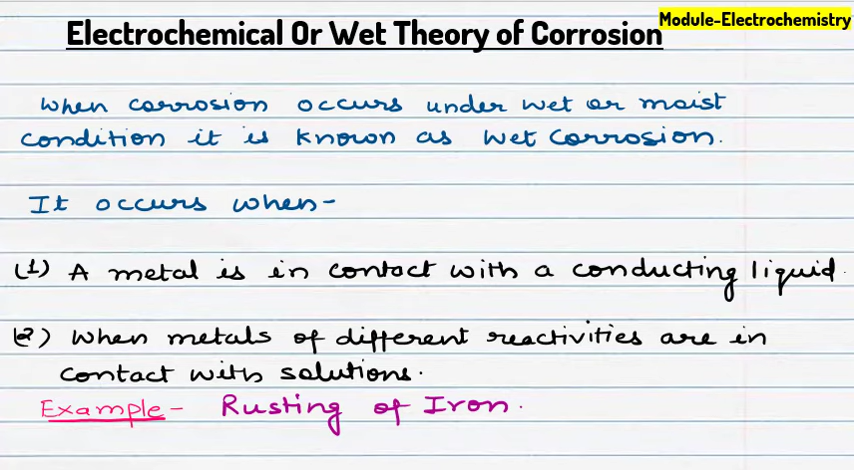 Module-Electrochemistry
Electrochemical Or Wet Theory of Corrosion
When corrosion occurs under wet or moist
condition it is known as wet corrosion.
It occurs when-
(1) A metal is in contact with a conducting liquid.
(2) When metals of different reactivities are in
contact with solutions.
Example- Rusting of Iron.